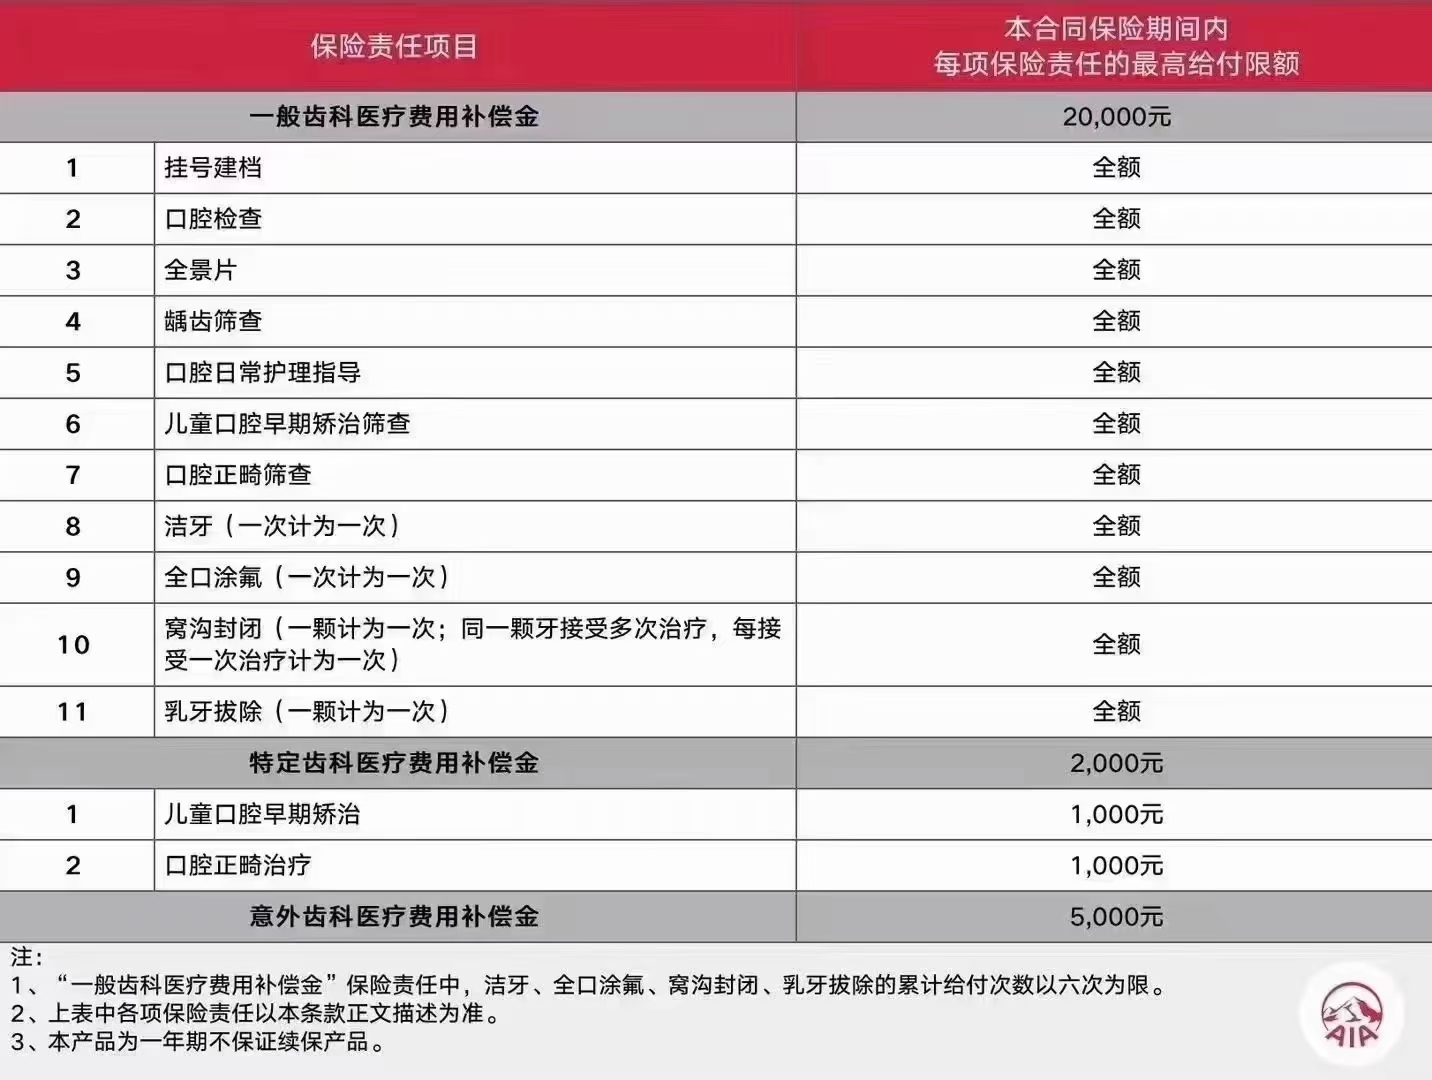 保险责任项目
本合同保险期间内
每项保险责任的最高给付限额
一般齿科医疗费用补偿金 20,000元
1 挂号建档 全额
2 口腔检查 全额
3 全景片 全额
4 龋齿筛查 全额
5 口腔日常护理指导 全额
6 儿童口腔早期矫治筛查 全额
7 口腔正畸筛查 全额
8 洁牙（一次计为一次） 全额
9 全口涂氟（一次计为一次） 全额
10 窝沟封闭（一颗计为一次；同一颗牙接受多次治疗，每接
受一次治疗计为一次） 全额
11 乳牙拔除（一颗计为一次） 全额
特定齿科医疗费用补偿金 2,000元
1 儿童口腔早期矫治 1,000元
2 口腔正畸治疗 1,000元
意外齿科医疗费用补偿金 5,000元
注：
1、“一般齿科医疗费用补偿金”保险责任中，洁牙、全口涂氟、窝沟封闭、乳牙拔除的累计给付次数以六次为限。
2、上表中各项保险责任以本条款正文描述为准。
3、本产品为一年期不保证续保产品。
AIA